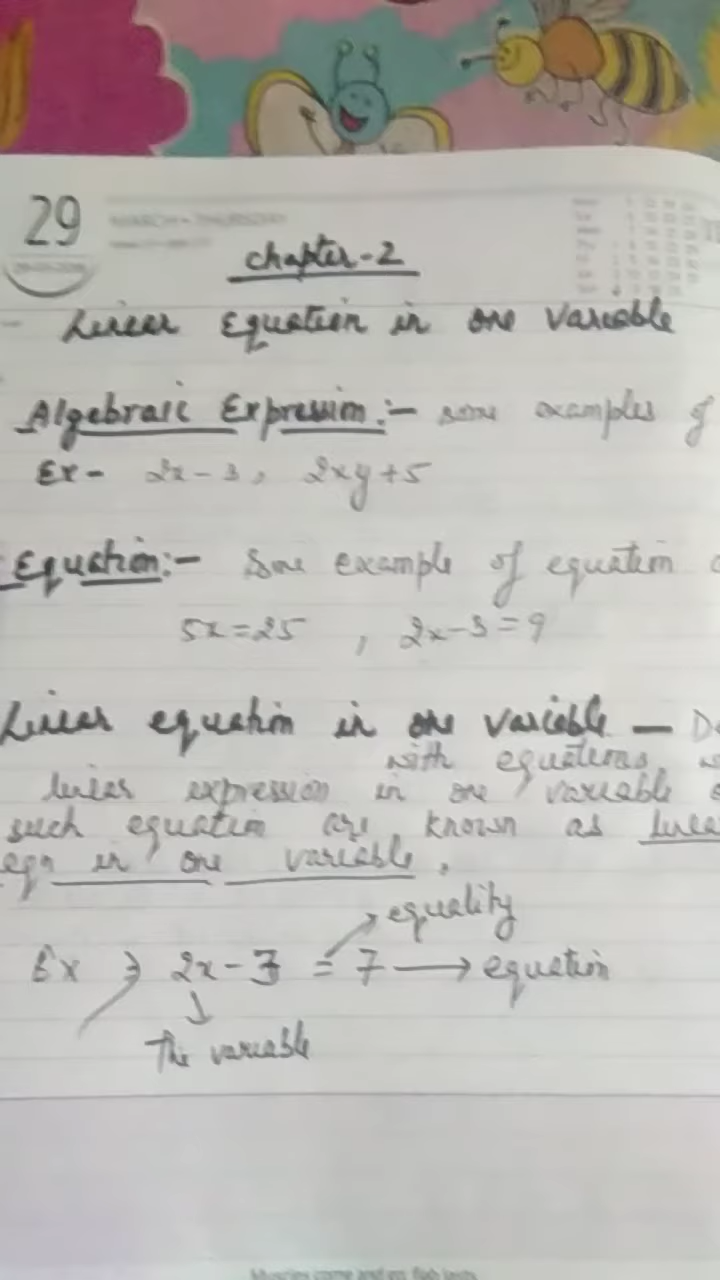 29
MARCH • THURSDAY
Chapter-2
Linear Equation in one variable
Algebraic Expression:- some examples of
Ex- 2x-3, 2xy+5
Equation:- Some example of equation
5x=25 , 2x-3=9
Linear equation in one variable —
with equations
linear expression in one variable
such equation are known as
eqn in one variable.
equality
Ex 2x-3 = 7 → equation
The variable